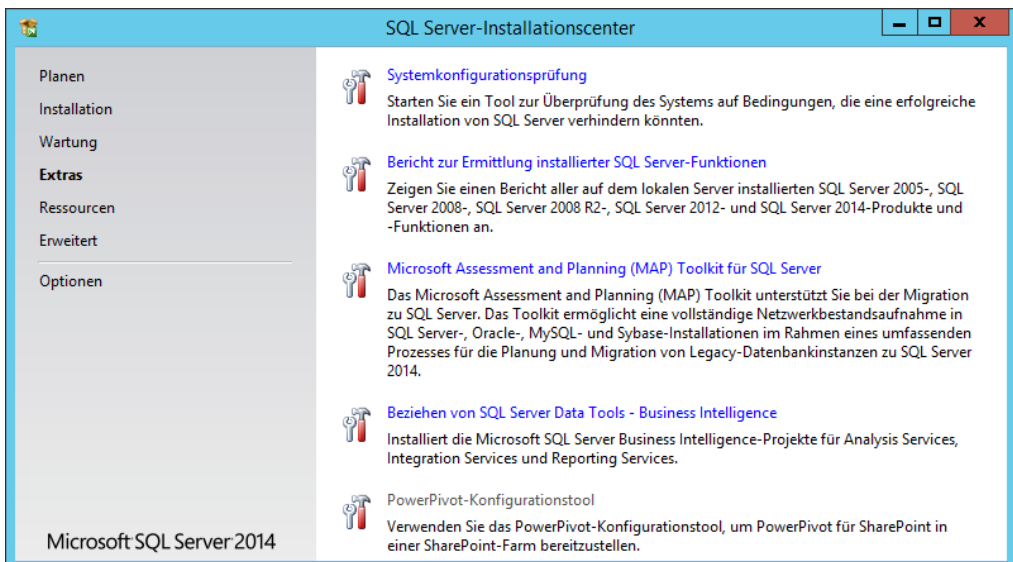 SQL Server-Installationscenter
Planen
Installation
Wartung
Extras
Ressourcen
Erweitert
Optionen
Microsoft SQL Server 2014
Systemkonfigurationsprüfung
Starten Sie ein Tool zur Überprüfung des Systems auf Bedingungen, die eine erfolgreiche
Installation von SQL Server verhindern könnten.
Bericht zur Ermittlung installierter SQL Server-Funktionen
Zeigen Sie einen Bericht aller auf dem lokalen Server installierten SQL Server 2005-, SQL
Server 2008-, SQL Server 2008 R2-, SQL Server 2012- und SQL Server 2014-Produkte und
-Funktionen an.
Microsoft Assessment and Planning (MAP) Toolkit für SQL Server
Das Microsoft Assessment and Planning (MAP) Toolkit unterstützt Sie bei der Migration
zu SQL Server. Das Toolkit ermöglicht eine vollständige Netzwerkbestandsaufnahme in
SQL Server-, Oracle-, MySQL- und Sybase-Installationen im Rahmen eines umfassenden
Prozesses für die Planung und Migration von Legacy-Datenbankinstanzen zu SQL Server
2014.
Beziehen von SQL Server Data Tools - Business Intelligence
Installiert die Microsoft SQL Server Business Intelligence-Projekte für Analysis Services,
Integration Services und Reporting Services.
PowerPivot-Konfigurationstool
Verwenden Sie das PowerPivot-Konfigurationstool, um PowerPivot für SharePoint in
einer SharePoint-Farm bereitzustellen.